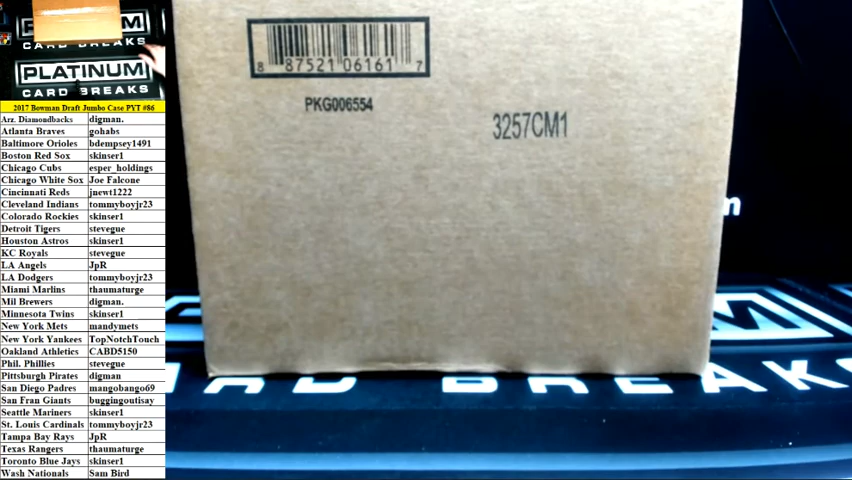 PLATINUM
CARD BREAKS
PLATINUM
CARD BREAKS
2017 Bowman Draft Jumbo Case PYT #86
Arz. Diamondbacks digman.
Atlanta Braves gohabs
Baltimore Orioles bdempsey1491
Boston Red Sox skinser1
Chicago Cubs esper_holdings
Chicago White Sox Joe Falcone
Cincinnati Reds jnewt1222
Cleveland Indians tommyboyjr23
Colorado Rockies skinser1
Detroit Tigers stevegue
Houston Astros skinser1
KC Royals stevegue
LA Angels JpR
LA Dodgers tommyboyjr23
Miami Marlins thaumaturge
Mil Brewers digman.
Minnesota Twins skinser1
New York Mets mandymets
New York Yankees TopNotchTouch
Oakland Athletics CABD5150
Phil. Phillies stevegue
Pittsburgh Pirates digman
San Diego Padres mangobango69
San Fran Giants buggingoutisay
Seattle Mariners skinser1
St. Louis Cardinals tommyboyjr23
Tampa Bay Rays JpR
Texas Rangers thaumaturge
Toronto Blue Jays skinser1
Wash Nationals Sam Bird
8 87521 06161 7
PKG006554
3257CM1
m
M
ARD BREAKS